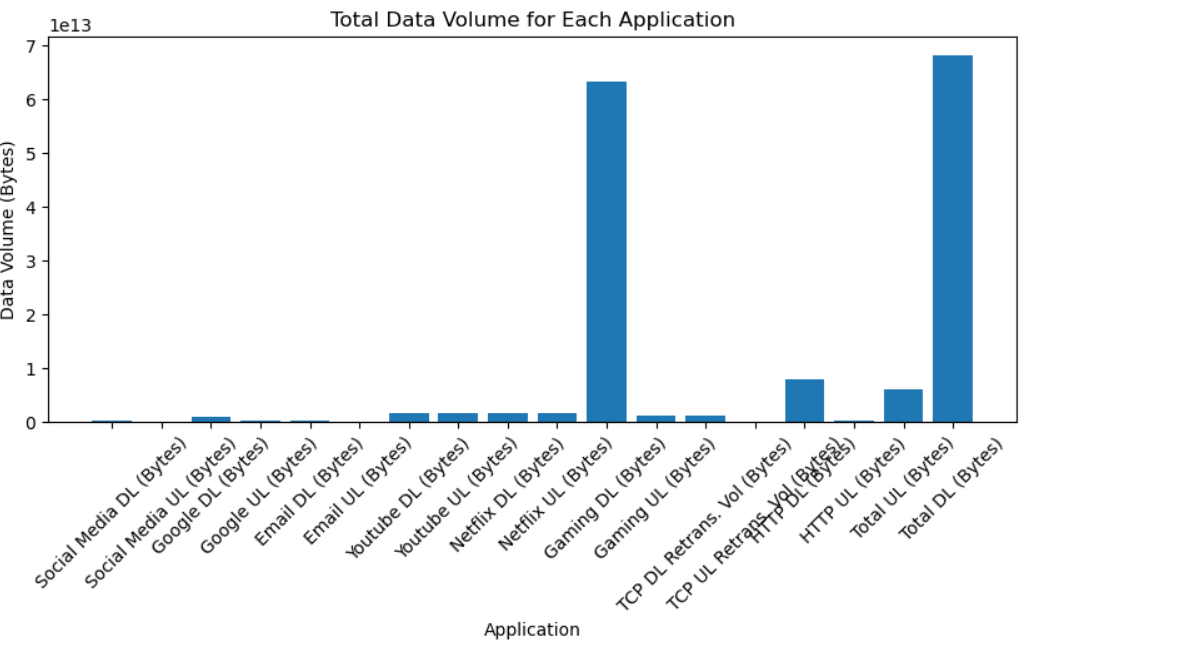 Total Data Volume for Each Application
1e13
7
6
5
4
3
2
1
0
Data Volume (Bytes)
Social Media DL (Bytes)
Social Media UL (Bytes)
Google DL (Bytes)
Google UL (Bytes)
Email DL (Bytes)
Email UL (Bytes)
Youtube DL (Bytes)
Youtube UL (Bytes)
Netflix DL (Bytes)
Netflix UL (Bytes)
Gaming DL (Bytes)
Gaming UL (Bytes)
TCP DL Retrans. Vol (Bytes)
TCP UL Retrans. Vol (Bytes)
HTTP DL (Bytes)
HTTP UL (Bytes)
Total UL (Bytes)
Total DL (Bytes)
Application